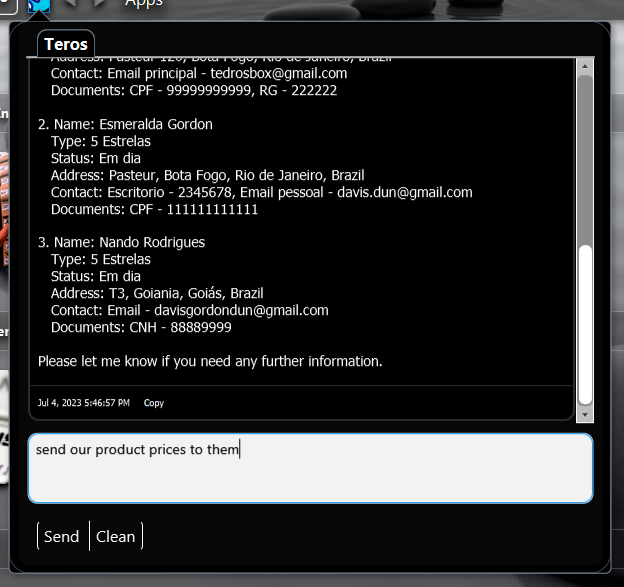 Apps
Teros
Address: Pasteur 120, Bota Fogo, Rio de Janeiro, Brazil
Contact: Email principal - tedrosbox@gmail.com
Documents: CPF - 99999999999, RG - 222222
2. Name: Esmeralda Gordon
Type: 5 Estrelas
Status: Em dia
Address: Pasteur, Bota Fogo, Rio de Janeiro, Brazil
Contact: Escritorio - 2345678, Email pessoal - davis.dun@gmail.com
Documents: CPF - 111111111111
3. Name: Nando Rodrigues
Type: 5 Estrelas
Status: Em dia
Address: T3, Goiania, Goiás, Brazil
Contact: Email - davisgordondun@gmail.com
Documents: CNH - 88889999
Please let me know if you need any further information.
Jul 4, 2023 5:46:57 PM Copy
send our product prices to them
Send Clean